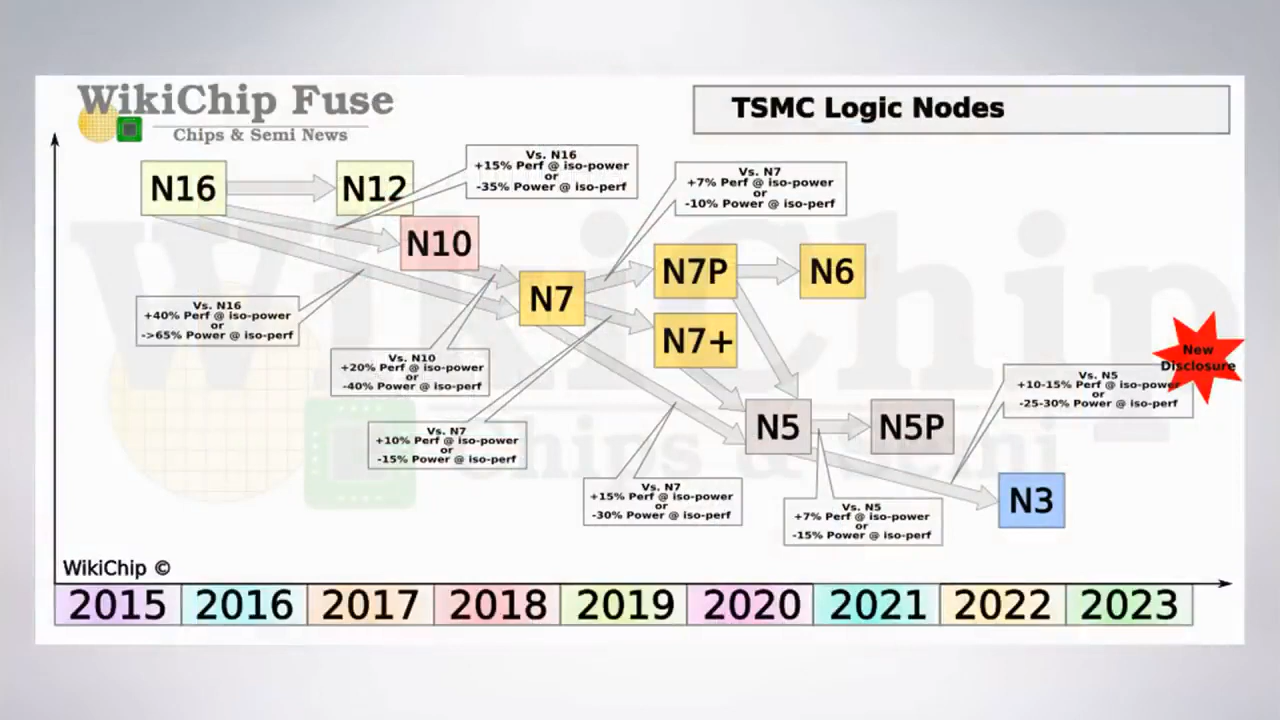 WikiChip Fuse
Chips & Semi News
TSMC Logic Nodes
N16
N12
Vs. N16
+15% Perf @ iso-power
or
-35% Power @ iso-perf
Vs. N7
+7% Perf @ iso-power
or
-10% Power @ iso-perf
N10
N7
N7P
N6
N7+
Vs. N16
+40% Perf @ iso-power
or
->65% Power @ iso-perf
Vs. N10
+20% Perf @ iso-power
or
-40% Power @ iso-perf
New
Disclosure
Vs. N5
+10-15% Perf @ iso-power
or
-25-30% Power @ iso-perf
Vs. N7
+10% Perf @ iso-power
or
-15% Power @ iso-perf
N5
N5P
Vs. N7
+15% Perf @ iso-power
or
-30% Power @ iso-perf
Vs. N5
+7% Perf @ iso-power
or
-15% Power @ iso-perf
N3
WikiChip
Chips & Semi
WikiChip ©
2015 2016 2017 2018 2019 2020 2021 2022 2023